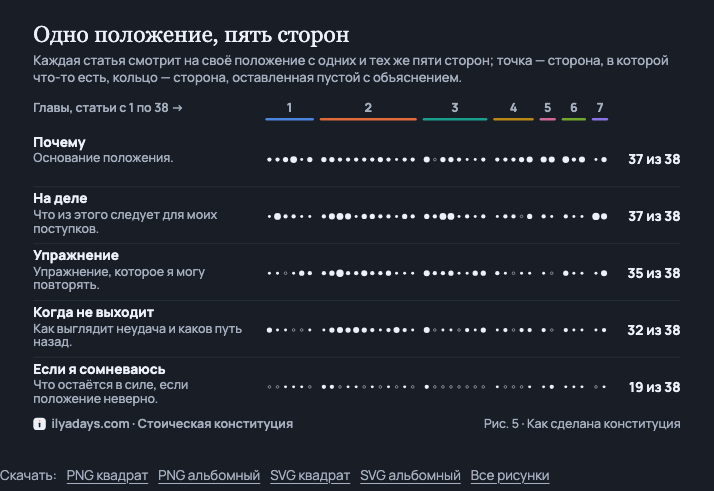 Одно положение, пять сторон
Каждая статья смотрит на своё положение с одних и тех же пяти сторон; точка — сторона, в которой
что-то есть, кольцо — сторона, оставленная пустой с объяснением.
Главы, статьи с 1 по 38 → 1 2 3 4 5 6 7
Почему
Основание положения.
37 из 38
На деле
Что из этого следует для моих
поступков.
37 из 38
Упражнение
Упражнение, которое я могу
повторять.
35 из 38
Когда не выходит
Как выглядит неудача и каков путь
назад.
32 из 38
Если я сомневаюсь
Что остаётся в силе, если
положение неверно.
19 из 38
ilyadays.com · Стоическая конституция
Рис. 5 · Как сделана конституция
Скачать: PNG квадрат PNG альбомный SVG квадрат SVG альбомный Все рисунки